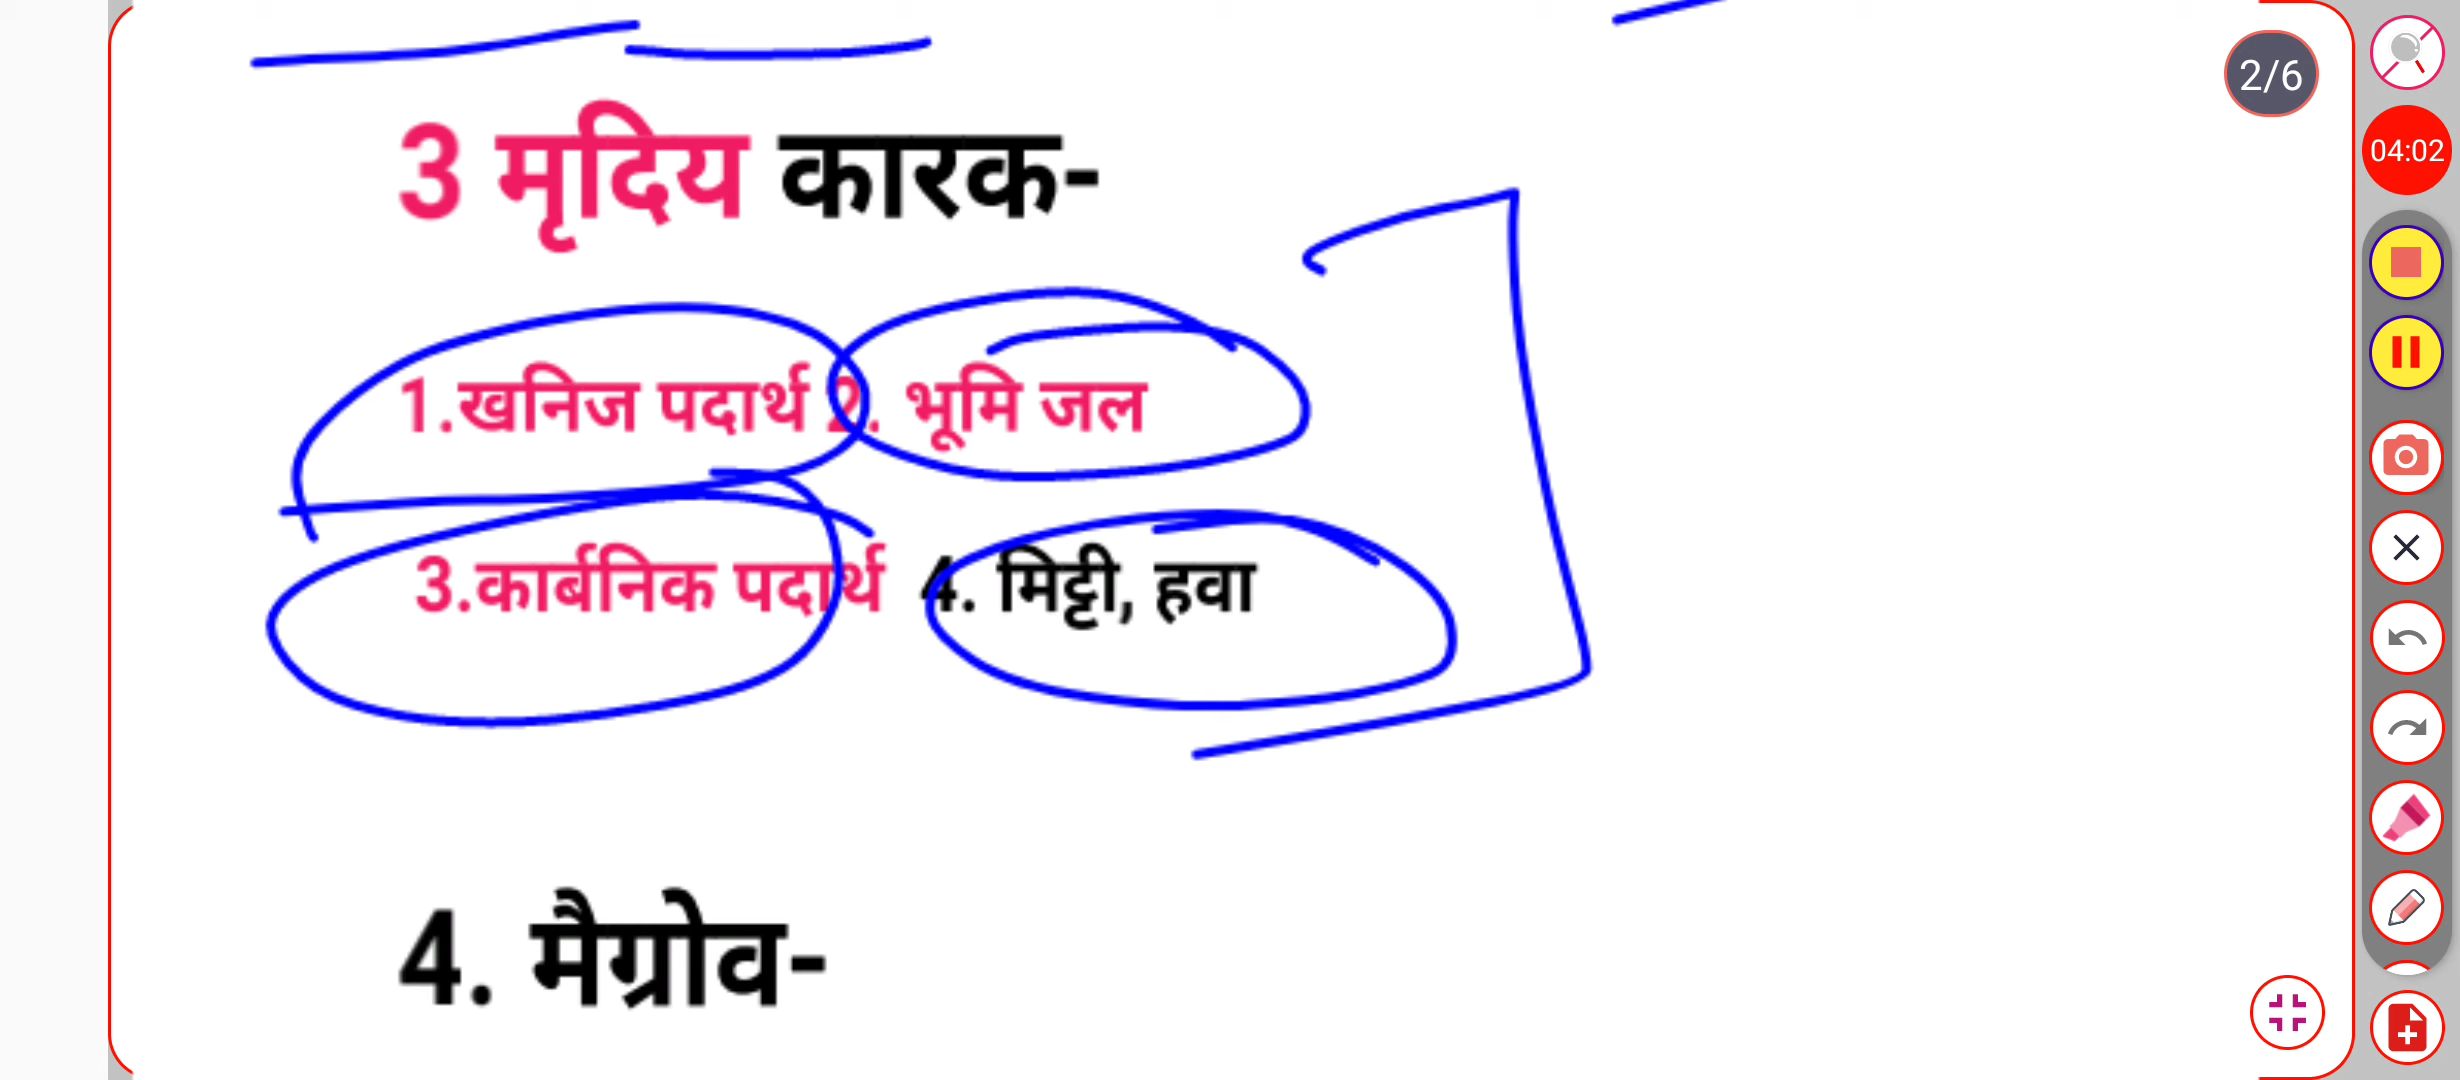 2/6
04:02
3 मृदिय कारक-
1.खनिज पदार्थ 2. भूमि जल
3.कार्बनिक पदार्थ 4. मिट्टी, हवा
4. मैग्रोव-